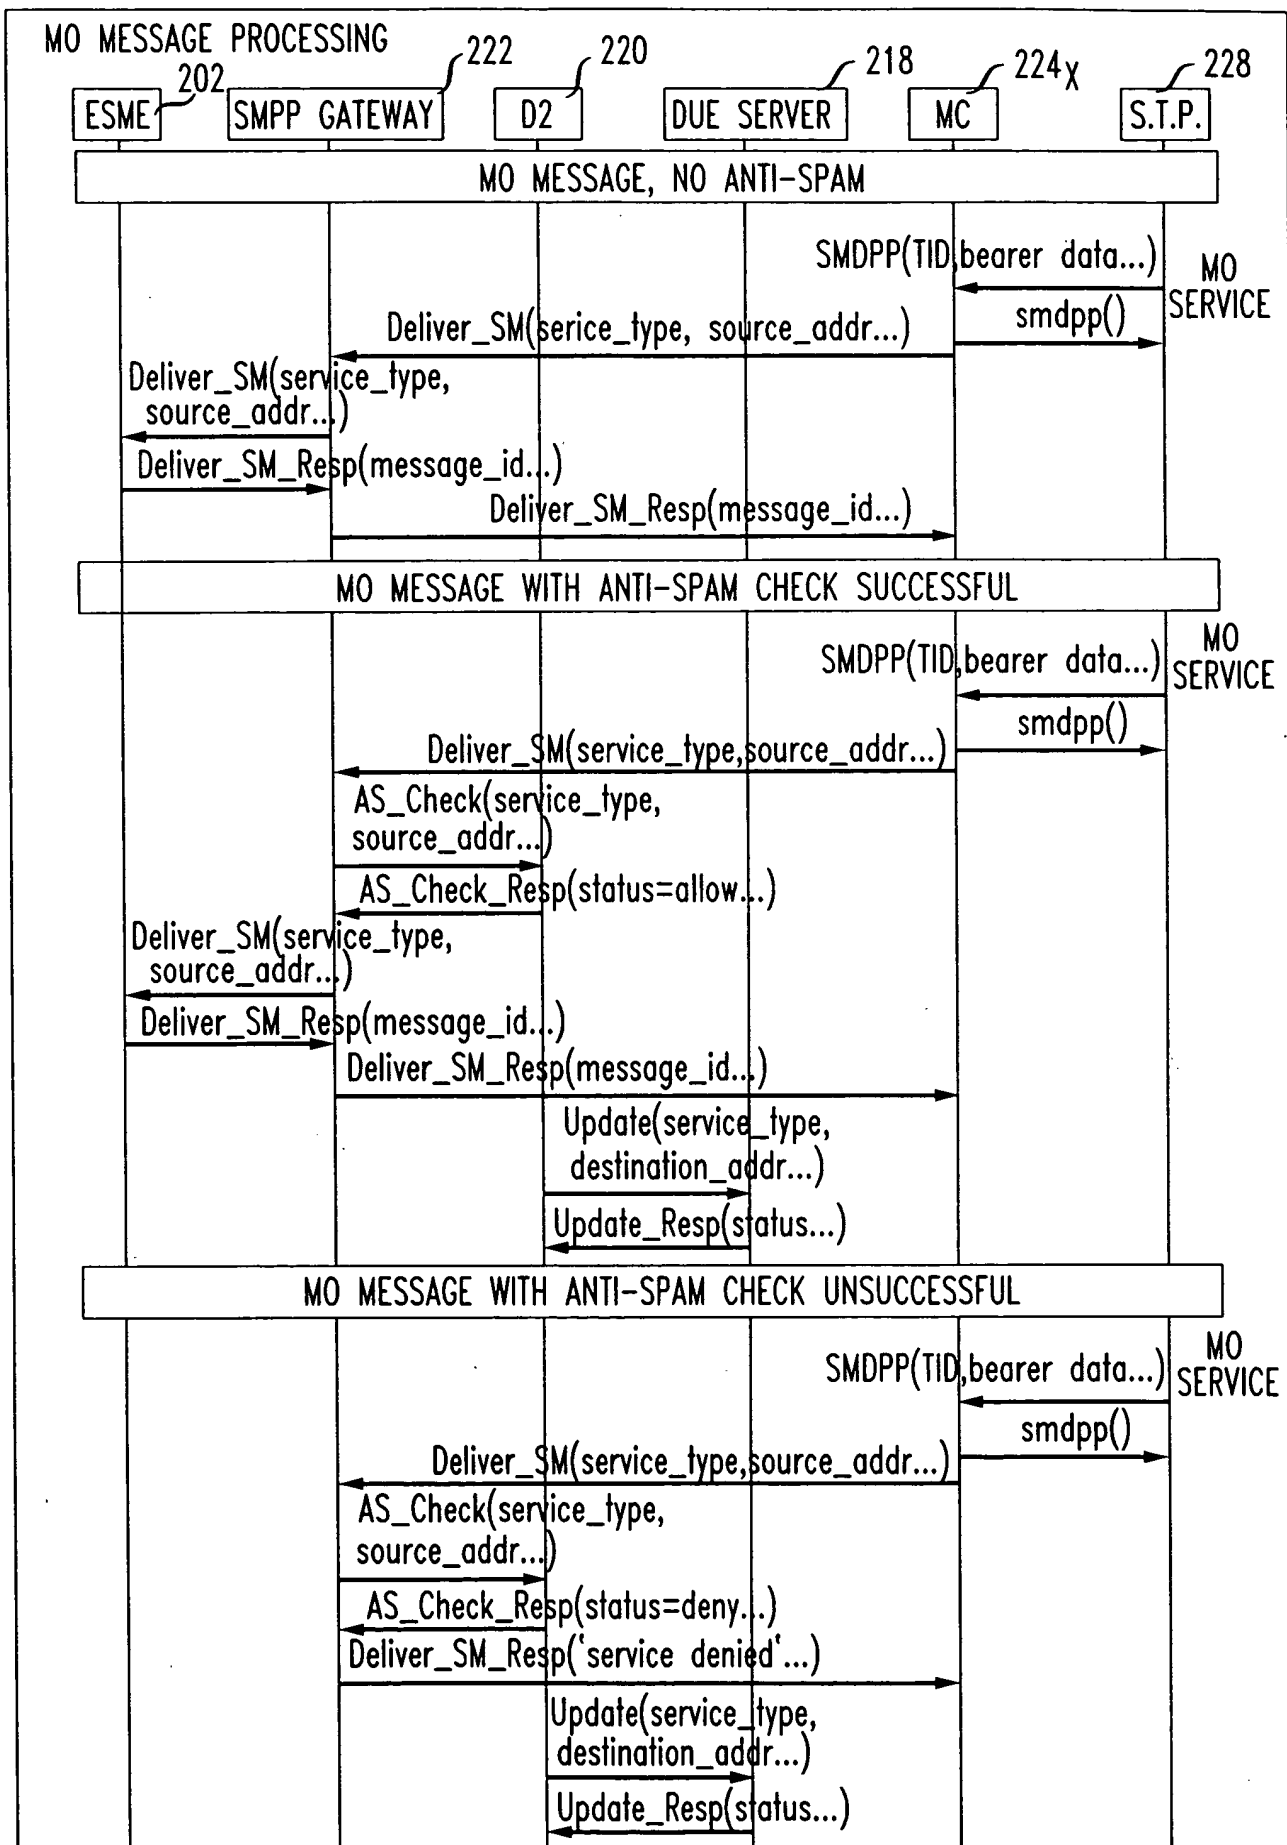 MO MESSAGE PROCESSING
202
222
220
218
224X
228
ESME
SMPP GATEWAY
D2
DUE SERVER
MC
S.T.P.
MO MESSAGE, NO ANTI-SPAM
SMDPP(TID,bearer data...)
MO
SERVICE
smdpp()
Deliver_SM(serice_type, source_addr...)
Deliver_SM(service_type,
source_addr...)
Deliver_SM_Resp(message_id...)
Deliver_SM_Resp(message_id...)
MO MESSAGE WITH ANTI-SPAM CHECK SUCCESSFUL
SMDPP(TID,bearer data...)
MO
SERVICE
smdpp()
Deliver_SM(service_type,source_addr...)
AS_Check(service_type,
source_addr...)
AS_Check_Resp(status=allow...)
Deliver_SM(service_type,
source_addr...)
Deliver_SM_Resp(message_id...)
Deliver_SM_Resp(message_id...)
Update(service_type,
destination_addr...)
Update_Resp(status...)
MO MESSAGE WITH ANTI-SPAM CHECK UNSUCCESSFUL
SMDPP(TID,bearer data...)
MO
SERVICE
smdpp()
Deliver_SM(service_type,source_addr...)
AS_Check(service_type,
source_addr...)
AS_Check_Resp(status=deny...)
Deliver_SM_Resp('service denied'...)
Update(service_type,
destination_addr...)
Update_Resp(status...)